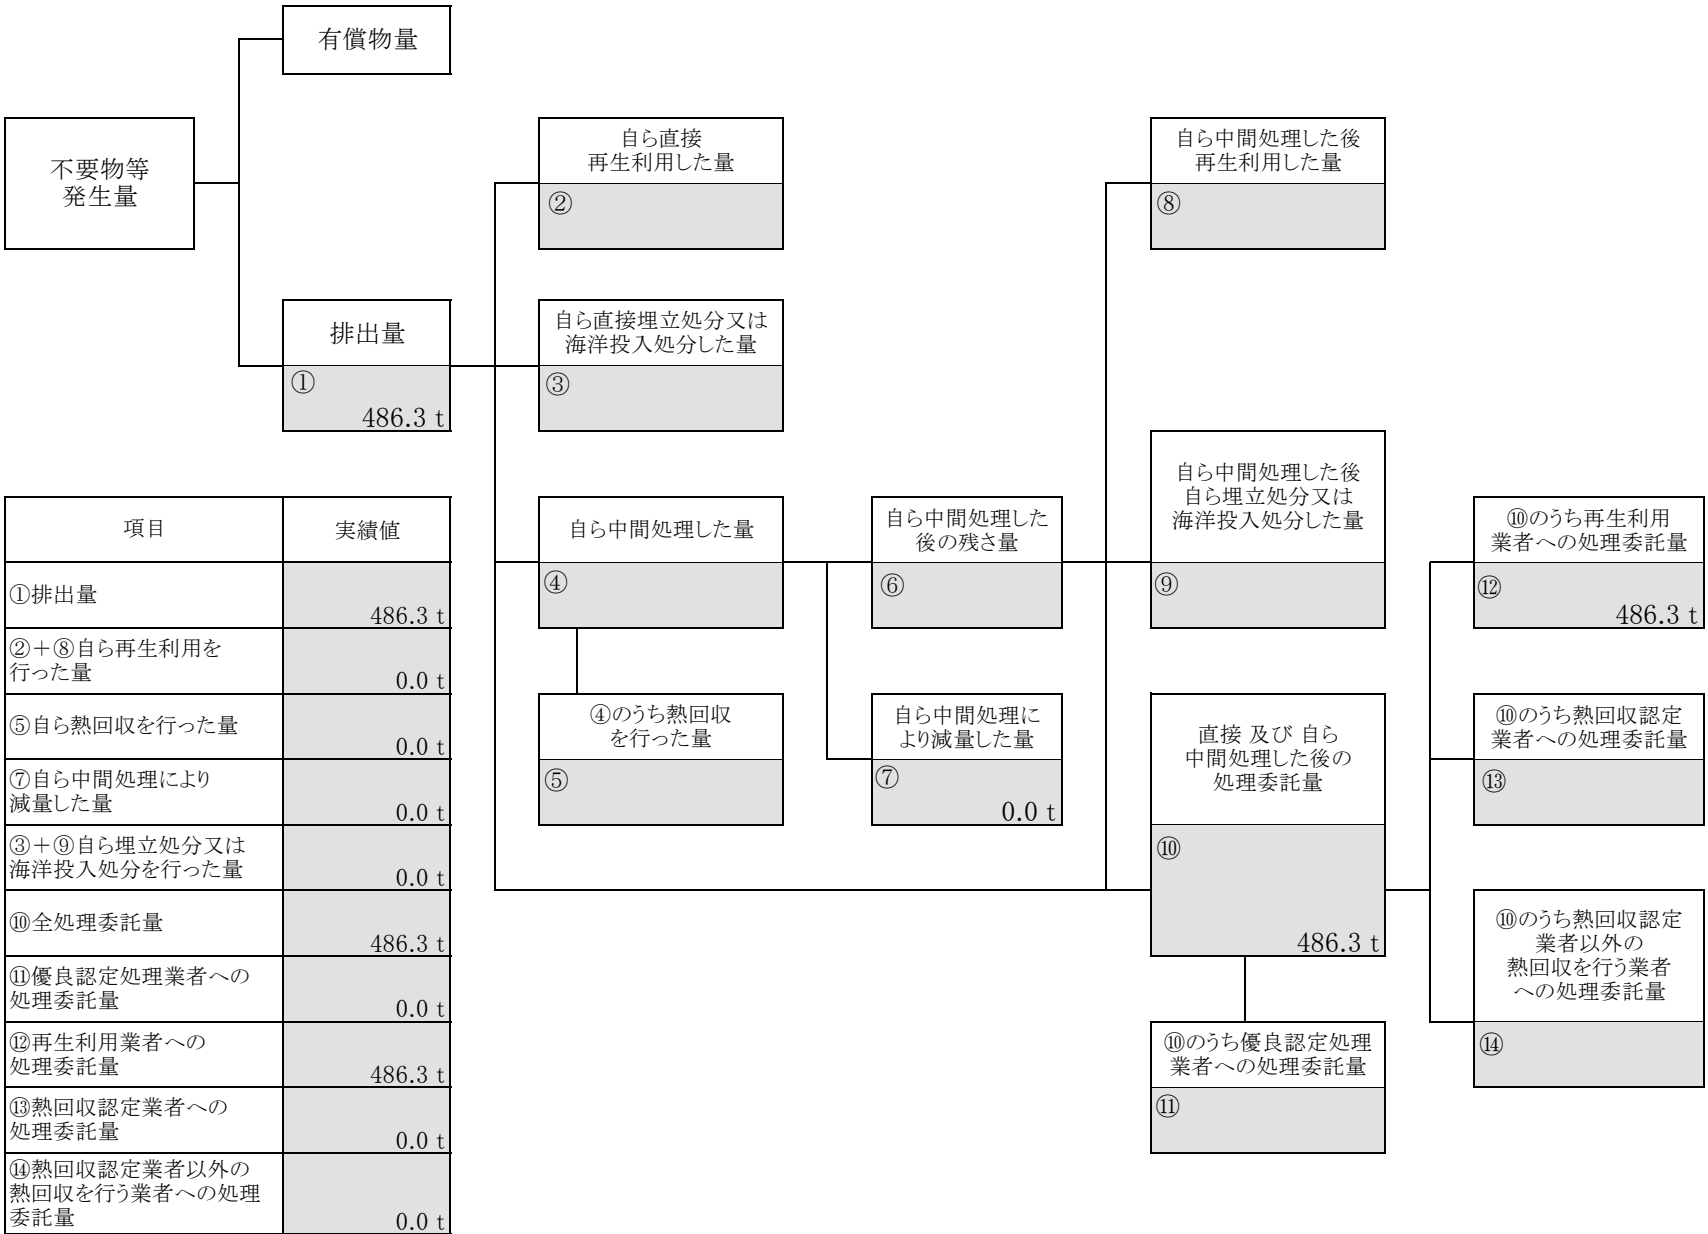 有償物量
不要物等
発生量
自ら直接
再生利用した量
②
自ら中間処理した後
再生利用した量
⑧
排出量
①
486.3 t
自ら直接埋立処分又は
海洋投入処分した量
③
自ら中間処理した量
④
自ら中間処理した
後の残さ量
⑥
自ら中間処理した後
自ら埋立処分又は
海洋投入処分した量
⑨
⑩のうち再生利用
業者への処理委託量
⑫
486.3 t
④のうち熱回収
を行った量
⑤
自ら中間処理に
より減量した量
⑦
0.0 t
直接 及び 自ら
中間処理した後の
処理委託量
⑩
486.3 t
⑩のうち熱回収認定
業者への処理委託量
⑬
⑩のうち熱回収認定
業者以外の
熱回収を行う業者
への処理委託量
⑭
⑩のうち優良認定処理
業者への処理委託量
⑪
項目 実績値
①排出量
486.3 t
②＋⑧自ら再生利用を
行った量
0.0 t
⑤自ら熱回収を行った量
0.0 t
⑦自ら中間処理により
減量した量
0.0 t
③＋⑨自ら埋立処分又は
海洋投入処分を行った量
0.0 t
⑩全処理委託量
486.3 t
⑪優良認定処理業者への
処理委託量
0.0 t
⑫再生利用業者への
処理委託量
486.3 t
⑬熱回収認定業者への
処理委託量
0.0 t
⑭熱回収認定業者以外の
熱回収を行う業者への処理
委託量
0.0 t